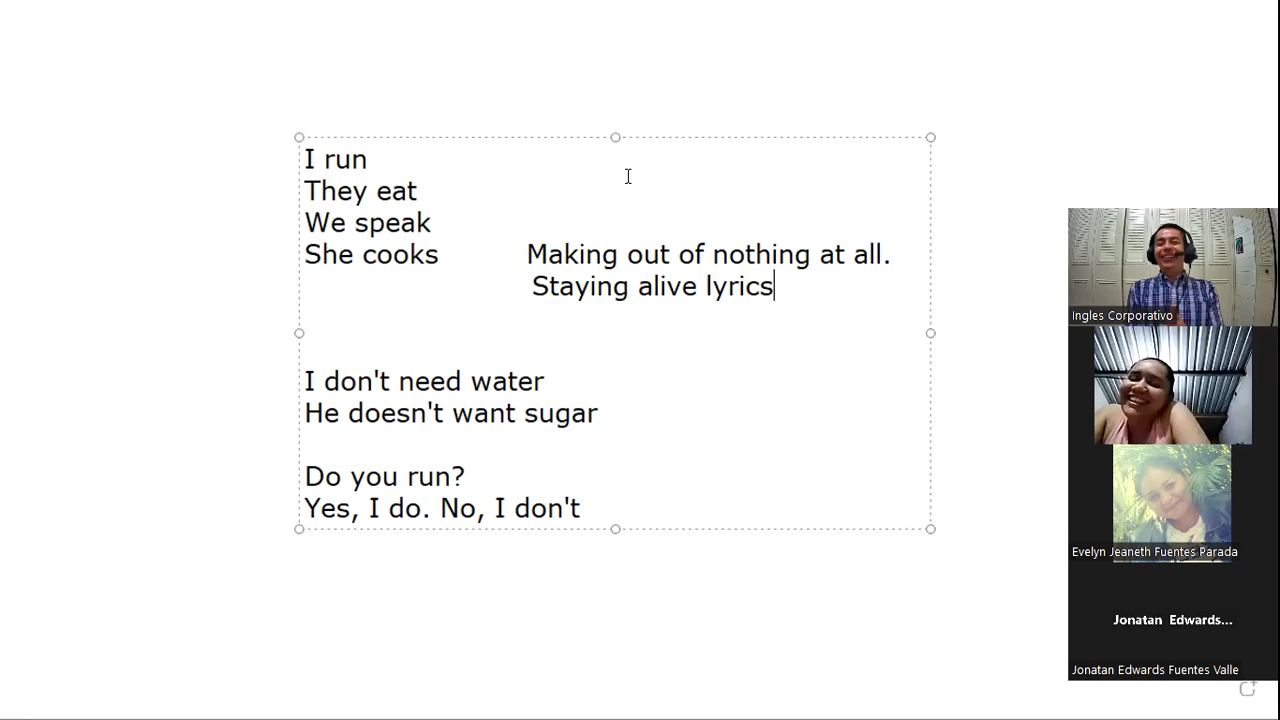 I run
They eat
We speak
She cooks Making out of nothing at all.
Staying alive lyrics
I don't need water
He doesn't want sugar
Do you run?
Yes, I do. No, I don't
Ingles Corporativo
Evelyn Jeaneth Fuentes Parada
Jonatan Edwards...
Jonatan Edwards Fuentes Valle